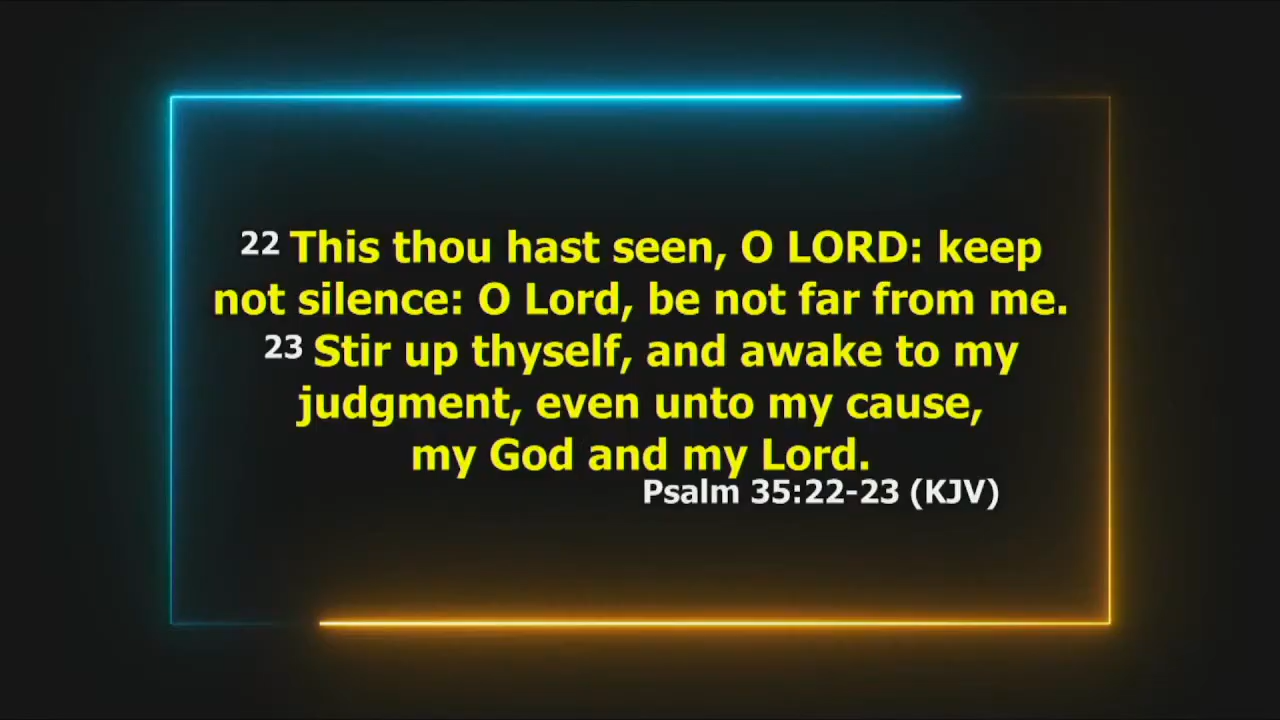 22 This thou hast seen, O LORD: keep
not silence: O Lord, be not far from me.
23 Stir up thyself, and awake to my
judgment, even unto my cause,
my God and my Lord.
Psalm 35:22-23 (KJV)